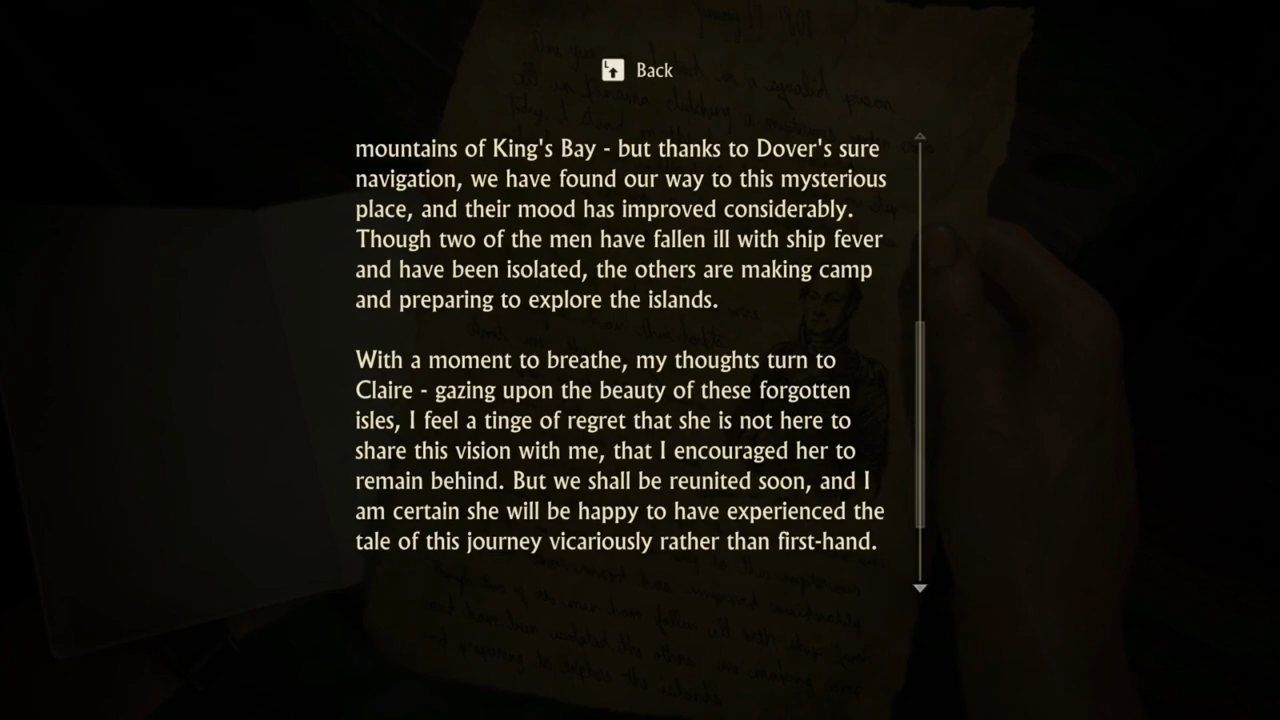 Back
mountains of King's Bay - but thanks to Dover's sure
navigation, we have found our way to this mysterious
place, and their mood has improved considerably.
Though two of the men have fallen ill with ship fever
and have been isolated, the others are making camp
and preparing to explore the islands.
With a moment to breathe, my thoughts turn to
Claire - gazing upon the beauty of these forgotten
isles, I feel a tinge of regret that she is not here to
share this vision with me, that I encouraged her to
remain behind. But we shall be reunited soon, and I
am certain she will be happy to have experienced the
tale of this journey vicariously rather than first-hand.